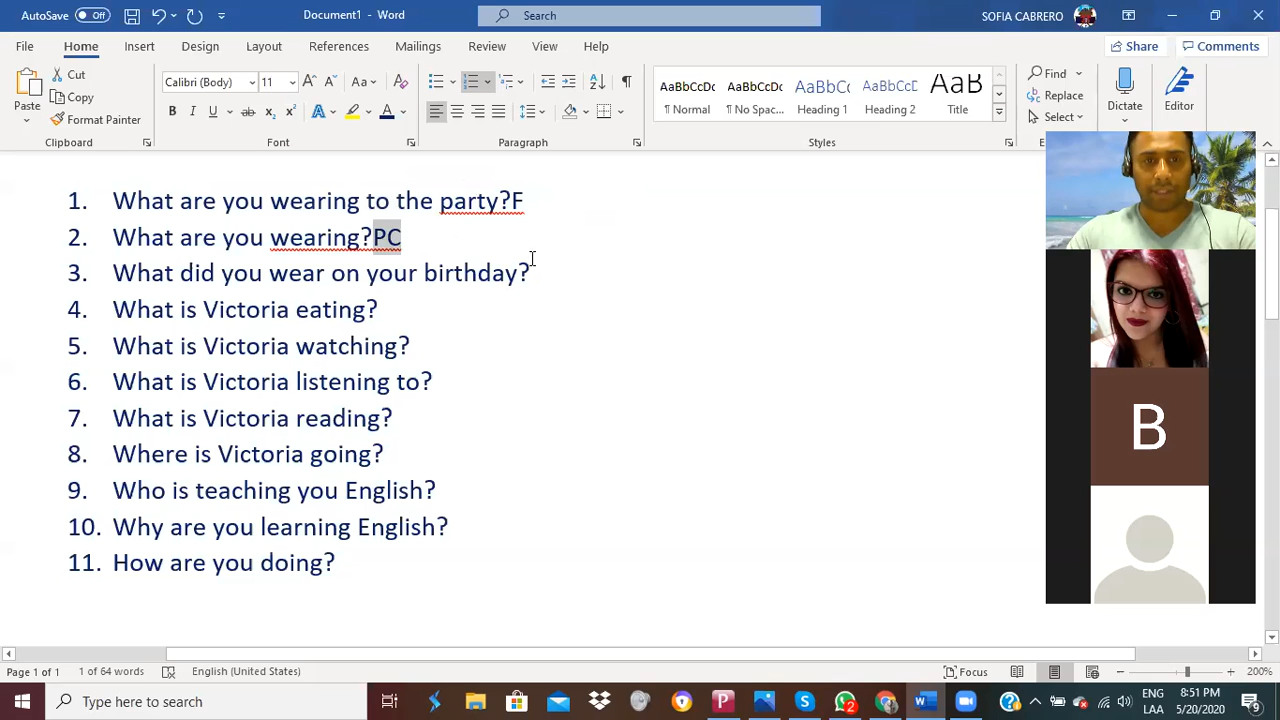 AutoSave Off Document1 - Word Search SOFIA CABRERO
File Home Insert Design Layout References Mailings Review View Help Share Comments
Paste Cut Copy Format Painter
Calibri (Body) 11
AaBbCcDc AaBbCcDc AaBbCc AaBbCcD AaB
¶ Normal ¶ No Spac... Heading 1 Heading 2 Title
Find Replace Select Dictate Editor
Clipboard Font Paragraph Styles
1. What are you wearing to the party?F
2. What are you wearing?PC
3. What did you wear on your birthday?
4. What is Victoria eating?
5. What is Victoria watching?
6. What is Victoria listening to?
7. What is Victoria reading?
8. Where is Victoria going?
9. Who is teaching you English?
10. Why are you learning English?
11. How are you doing?
B
Page 1 of 1 1 of 64 words English (United States) Focus 200%
Type here to search
ENG 8:51 PM
LAA 5/20/2020